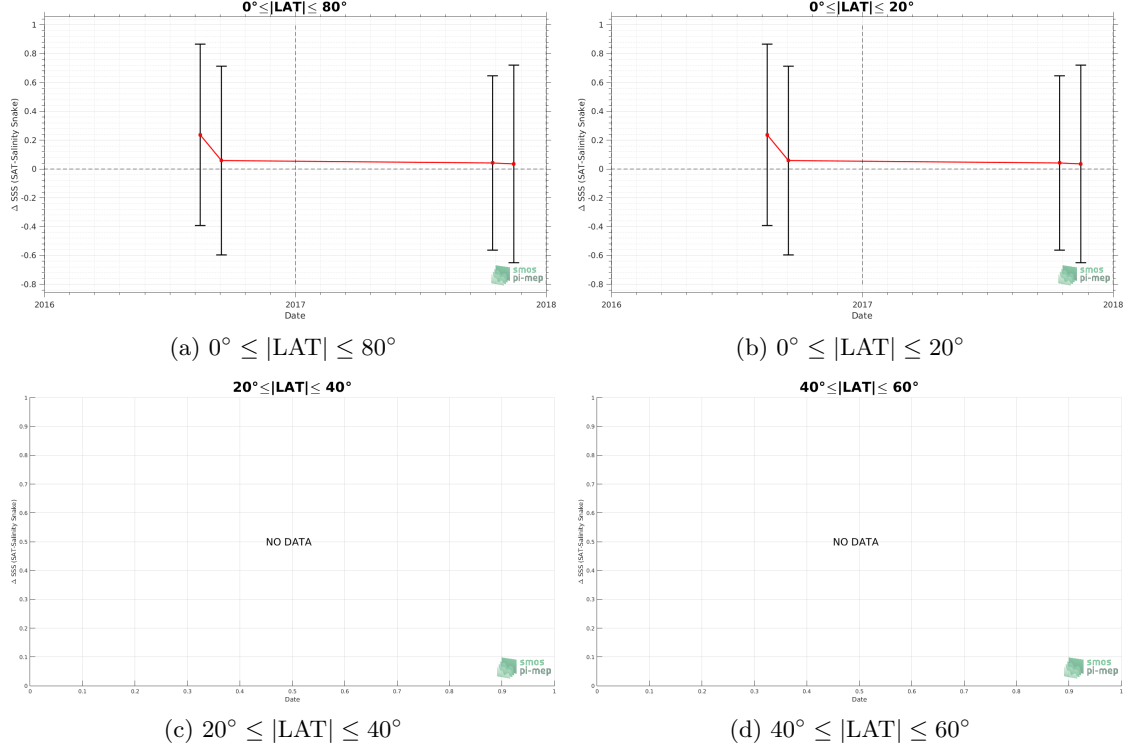 0°≤|LAT|≤ 80°
1
0.8
0.6
0.4
0.2
0
-0.2
-0.4
-0.6
-0.8
Δ SSS (SAT-Salinity Snake)
2016
2017
2018
Date
smos
pi-mep
(a) 0° ≤ |LAT| ≤ 80°
0°≤|LAT|≤ 20°
1
0.8
0.6
0.4
0.2
0
-0.2
-0.4
-0.6
-0.8
Δ SSS (SAT-Salinity Snake)
2016
2017
2018
Date
smos
pi-mep
(b) 0° ≤ |LAT| ≤ 20°
20°≤|LAT|≤ 40°
1
0.9
0.8
0.7
0.6
0.5
0.4
0.3
0.2
0.1
0
Δ SSS (SAT-Salinity Snake)
NO DATA
0 0.1 0.2 0.3 0.4 0.5 0.6 0.7 0.8 0.9 1
Date
smos
pi-mep
(c) 20° ≤ |LAT| ≤ 40°
40°≤|LAT|≤ 60°
1
0.9
0.8
0.7
0.6
0.5
0.4
0.3
0.2
0.1
0
Δ SSS (SAT-Salinity Snake)
NO DATA
0 0.1 0.2 0.3 0.4 0.5 0.6 0.7 0.8 0.9 1
Date
smos
pi-mep
(d) 40° ≤ |LAT| ≤ 60°